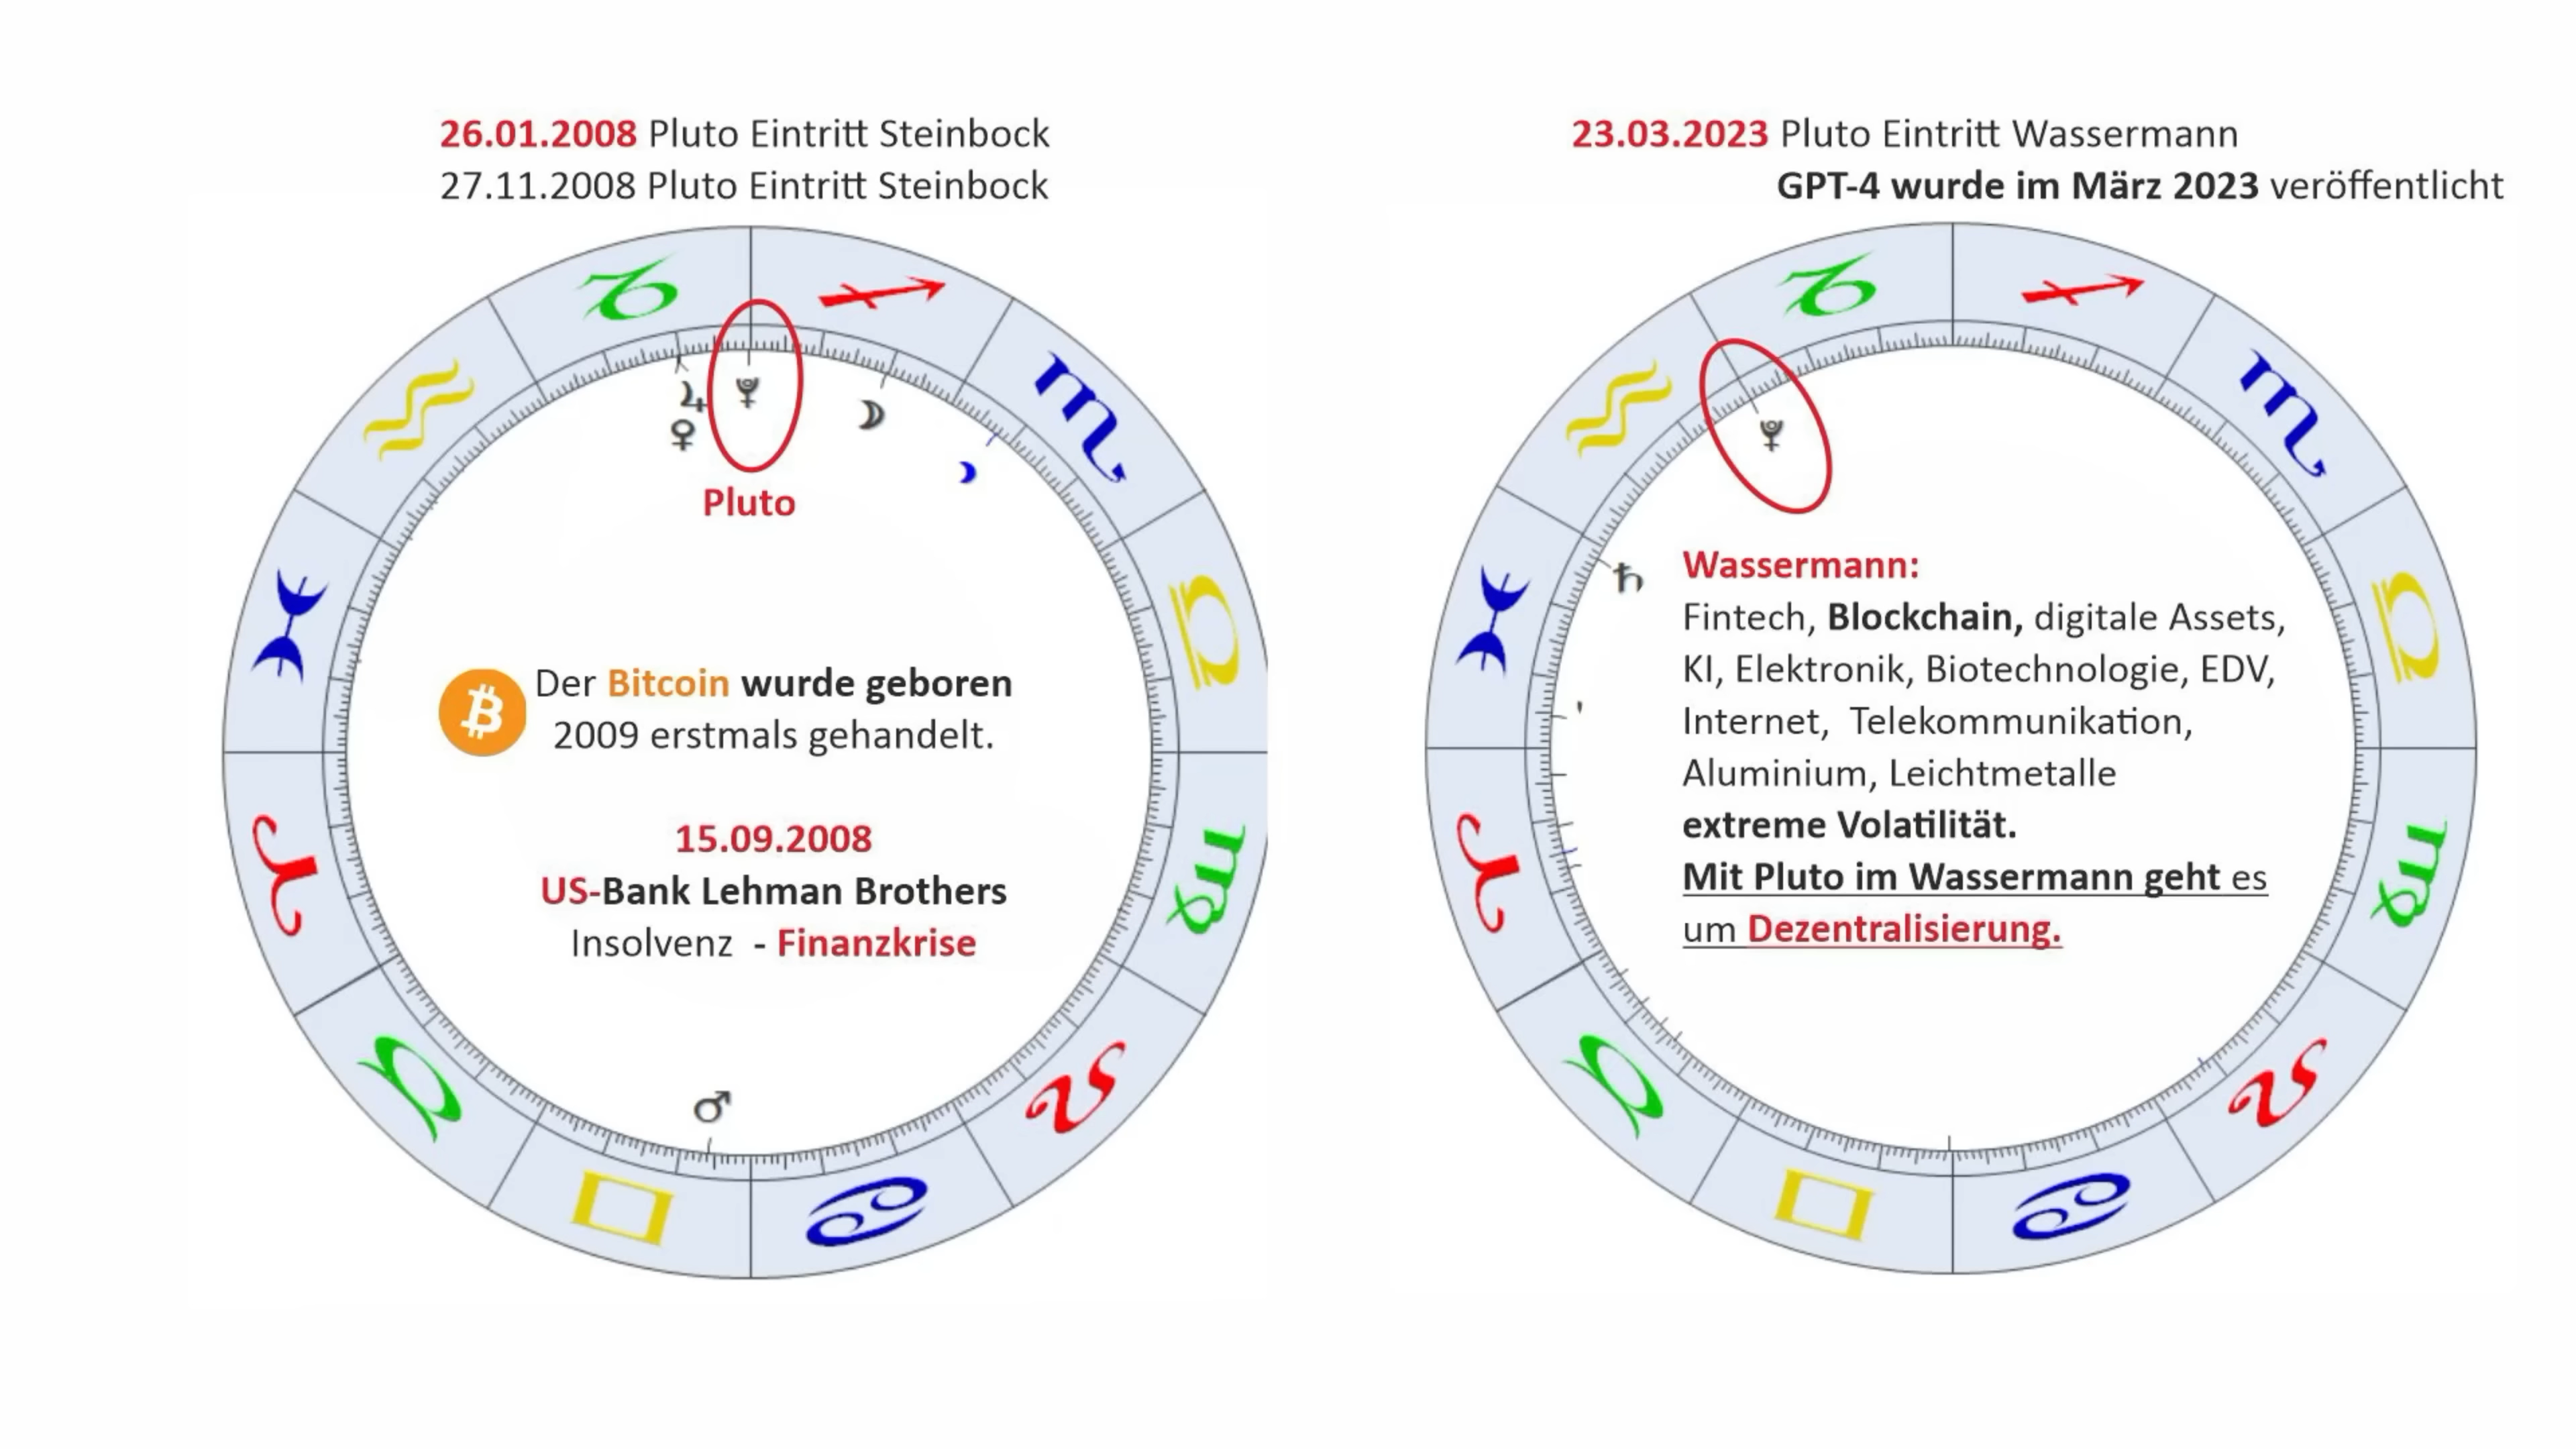 26.01.2008 Pluto Eintritt Steinbock
27.11.2008 Pluto Eintritt Steinbock
Pluto
Der Bitcoin wurde geboren
2009 erstmals gehandelt.
15.09.2008
US-Bank Lehman Brothers
Insolvenz - Finanzkrise
23.03.2023 Pluto Eintritt Wassermann
GPT-4 wurde im März 2023 veröffentlicht
Wassermann:
Fintech, Blockchain, digitale Assets,
KI, Elektronik, Biotechnologie, EDV,
Internet, Telekommunikation,
Aluminium, Leichtmetalle
extreme Volatilität.
Mit Pluto im Wassermann geht es
um Dezentralisierung.